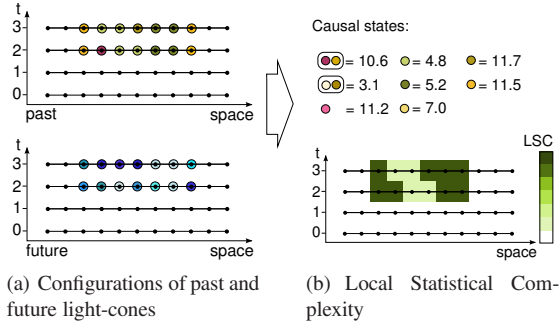 t
3
2
1
0
past space
t
3
2
1
0
future space
(a) Configurations of past and
future light-cones
Causal states:
= 10.6 = 4.8 = 11.7
= 3.1 = 5.2 = 11.5
= 11.2 = 7.0
LSC
t
3
2
1
0
space
(b) Local Statistical Com-
plexity